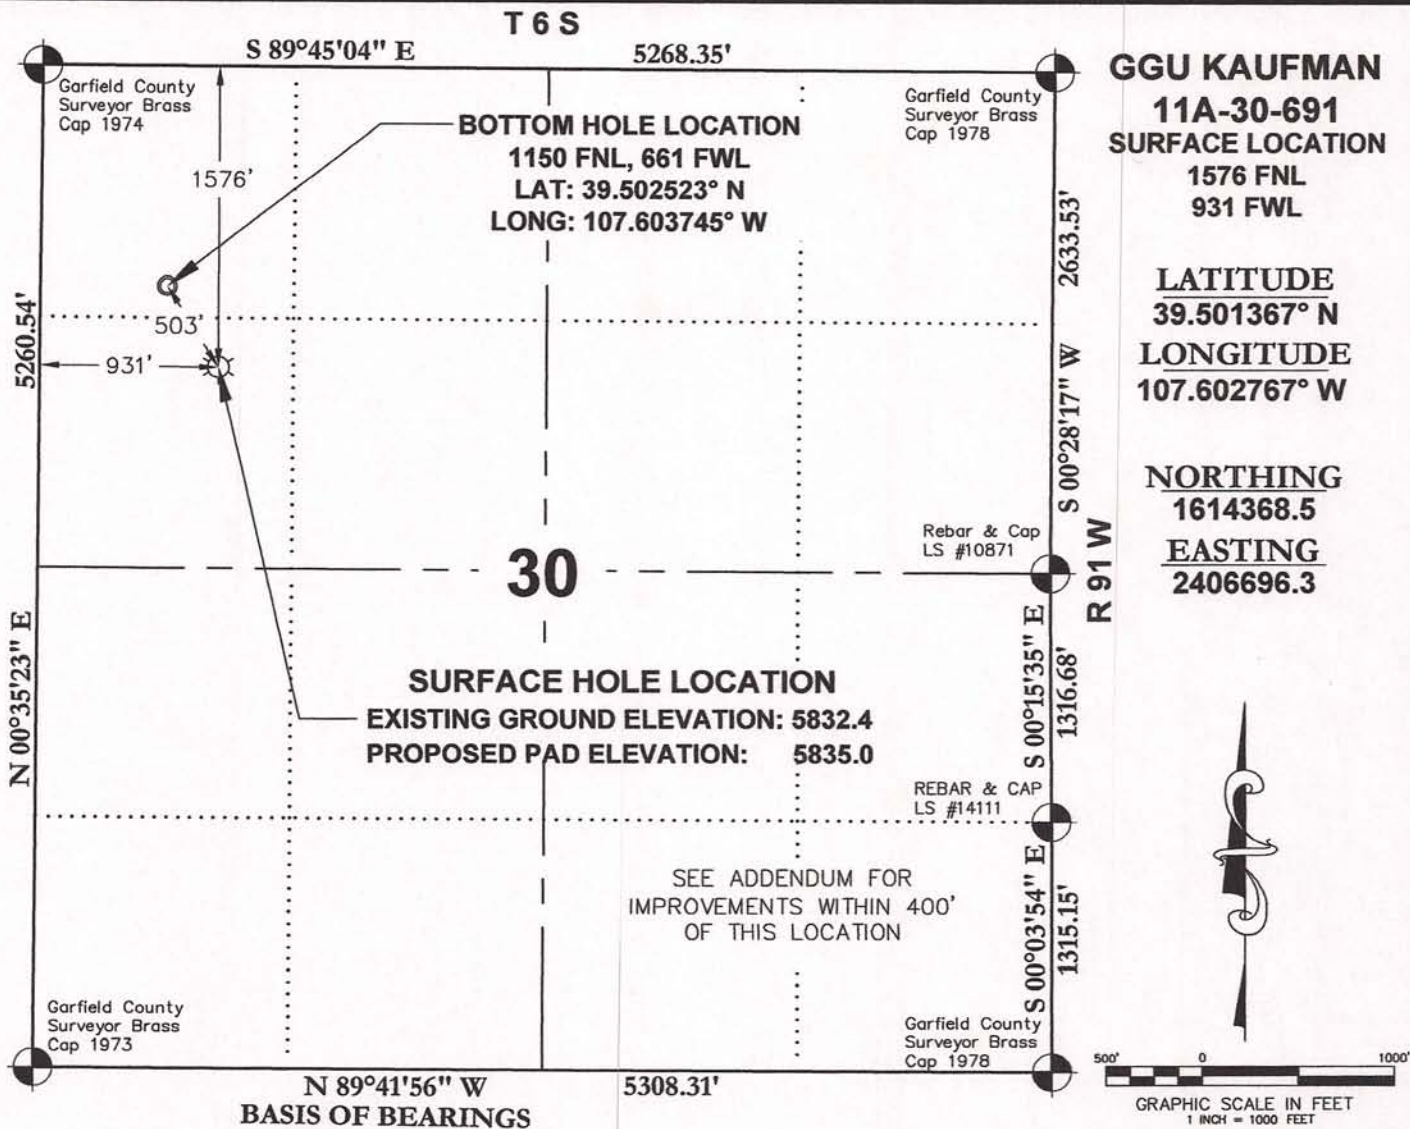 T 6 S
S 89°45'04" E
5268.35'
Garfield County
Surveyor Brass
Cap 1974
1576'
BOTTOM HOLE LOCATION
1150 FNL, 661 FWL
LAT: 39.502523° N
LONG: 107.603745° W
Garfield County
Surveyor Brass
Cap 1978
2633.53'
S 00°28'17" W
503'
931'
5260.54'
N 00°35'23" E
30
Rebar & Cap
LS #10871
R 91 W
SURFACE HOLE LOCATION
EXISTING GROUND ELEVATION: 5832.4
PROPOSED PAD ELEVATION: 5835.0
S 00°15'35" E
1316.68'
REBAR & CAP
LS #14111
SEE ADDENDUM FOR
IMPROVEMENTS WITHIN 400'
OF THIS LOCATION
S 00°03'54" E
1315.15'
Garfield County
Surveyor Brass
Cap 1973
Garfield County
Surveyor Brass
Cap 1978
N 89°41'56" W
5308.31'
BASIS OF BEARINGS
GGU KAUFMAN
11A-30-691
SURFACE LOCATION
1576 FNL
931 FWL
LATITUDE
39.501367° N
LONGITUDE
107.602767° W
NORTHING
1614368.5
EASTING
2406696.3
500' 0 1000'
GRAPHIC SCALE IN FEET
1 INCH = 1000 FEET